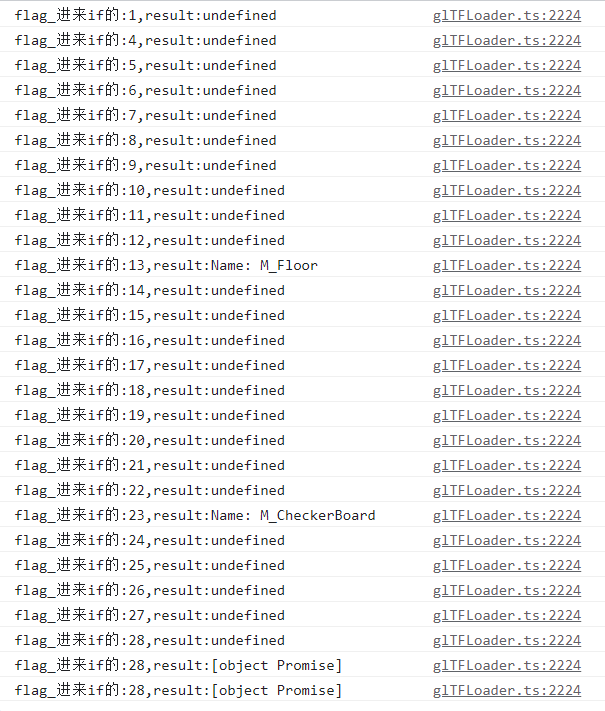 flag_进来if的:1,result:undefined glTFLoader.ts:2224
flag_进来if的:4,result:undefined glTFLoader.ts:2224
flag_进来if的:5,result:undefined glTFLoader.ts:2224
flag_进来if的:6,result:undefined glTFLoader.ts:2224
flag_进来if的:7,result:undefined glTFLoader.ts:2224
flag_进来if的:8,result:undefined glTFLoader.ts:2224
flag_进来if的:9,result:undefined glTFLoader.ts:2224
flag_进来if的:10,result:undefined glTFLoader.ts:2224
flag_进来if的:11,result:undefined glTFLoader.ts:2224
flag_进来if的:12,result:undefined glTFLoader.ts:2224
flag_进来if的:13,result:Name: M_Floor glTFLoader.ts:2224
flag_进来if的:14,result:undefined glTFLoader.ts:2224
flag_进来if的:15,result:undefined glTFLoader.ts:2224
flag_进来if的:16,result:undefined glTFLoader.ts:2224
flag_进来if的:17,result:undefined glTFLoader.ts:2224
flag_进来if的:18,result:undefined glTFLoader.ts:2224
flag_进来if的:19,result:undefined glTFLoader.ts:2224
flag_进来if的:20,result:undefined glTFLoader.ts:2224
flag_进来if的:21,result:undefined glTFLoader.ts:2224
flag_进来if的:22,result:undefined glTFLoader.ts:2224
flag_进来if的:23,result:Name: M_CheckerBoard glTFLoader.ts:2224
flag_进来if的:24,result:undefined glTFLoader.ts:2224
flag_进来if的:25,result:undefined glTFLoader.ts:2224
flag_进来if的:26,result:undefined glTFLoader.ts:2224
flag_进来if的:27,result:undefined glTFLoader.ts:2224
flag_进来if的:28,result:undefined glTFLoader.ts:2224
flag_进来if的:28,result:[object Promise] glTFLoader.ts:2224
flag_进来if的:28,result:[object Promise] glTFLoader.ts:2224